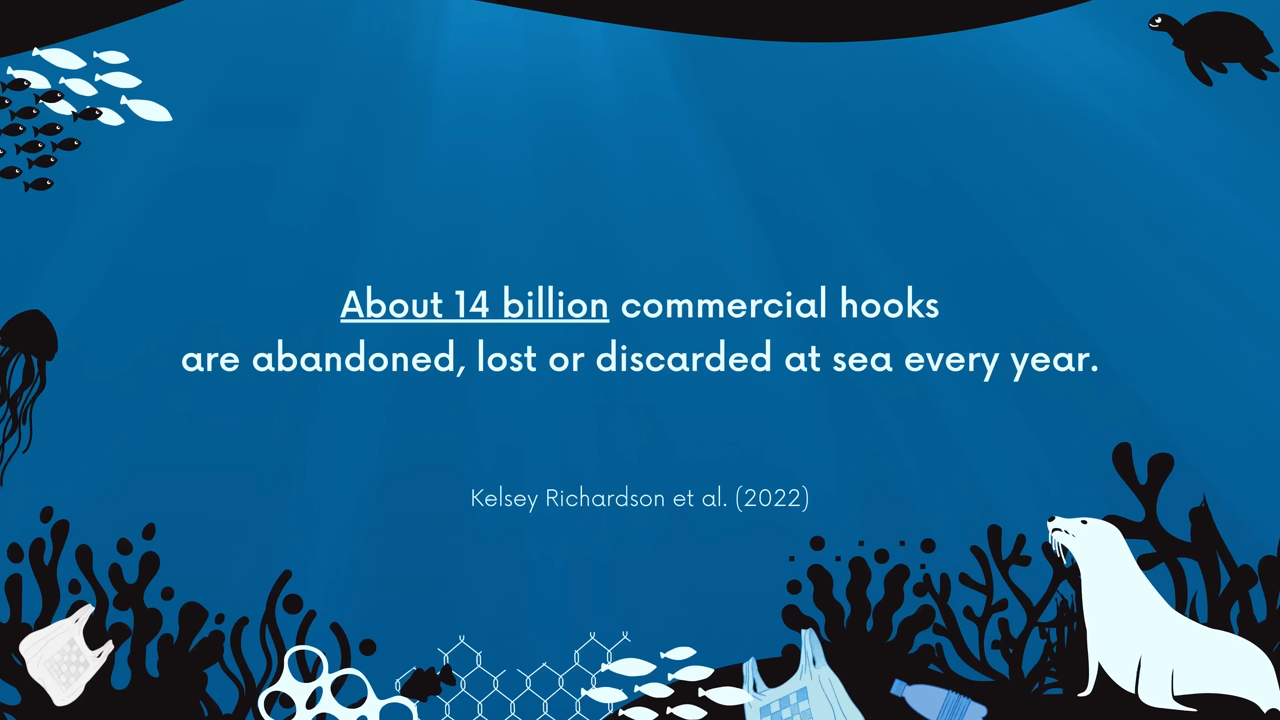 About 14 billion commercial hooks
are abandoned, lost or discarded at sea every year.
Kelsey Richardson et al. (2022)